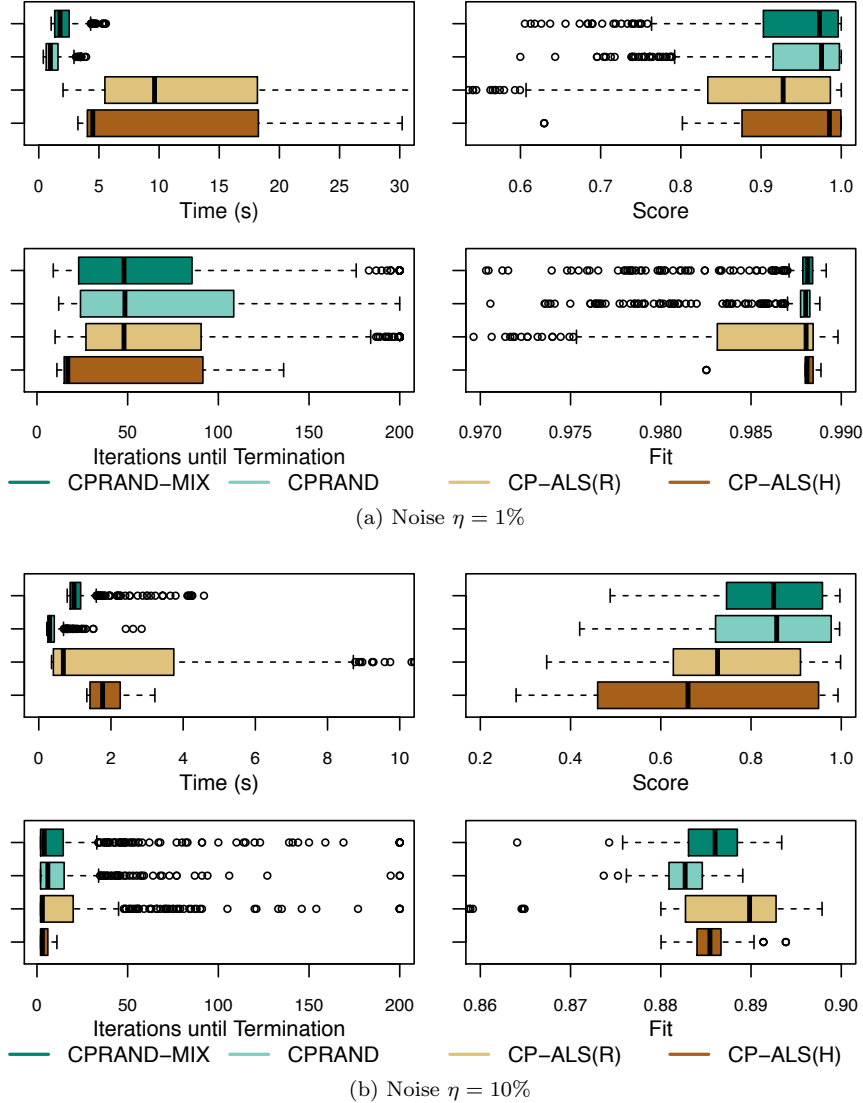 0 5 10 15 20 25 30
Time (s)
0.6 0.7 0.8 0.9 1.0
Score
0 50 100 150 200
Iterations until Termination
0.970 0.975 0.980 0.985 0.990
Fit
CPRAND−MIX CPRAND CP−ALS(R) CP−ALS(H)
(a) Noise η = 1%
0 2 4 6 8 10
Time (s)
0.2 0.4 0.6 0.8 1.0
Score
0 50 100 150 200
Iterations until Termination
0.86 0.87 0.88 0.89 0.90
Fit
CPRAND−MIX CPRAND CP−ALS(R) CP−ALS(H)
(b) Noise η = 10%